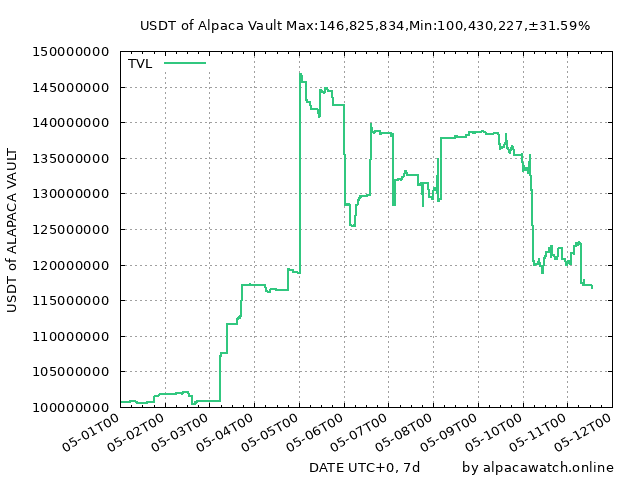 USDT of Alpaca Vault Max:146,825,834,Min:100,430,227,±31.59%
TVL
150000000
145000000
140000000
135000000
130000000
125000000
120000000
115000000
110000000
105000000
100000000
USDT of ALAPACA VAULT
05-01T00
05-02T00
05-03T00
05-04T00
05-05T00
05-06T00
05-07T00
05-08T00
05-09T00
05-10T00
05-11T00
05-12T00
DATE UTC+0, 7d
by alpacawatch.online